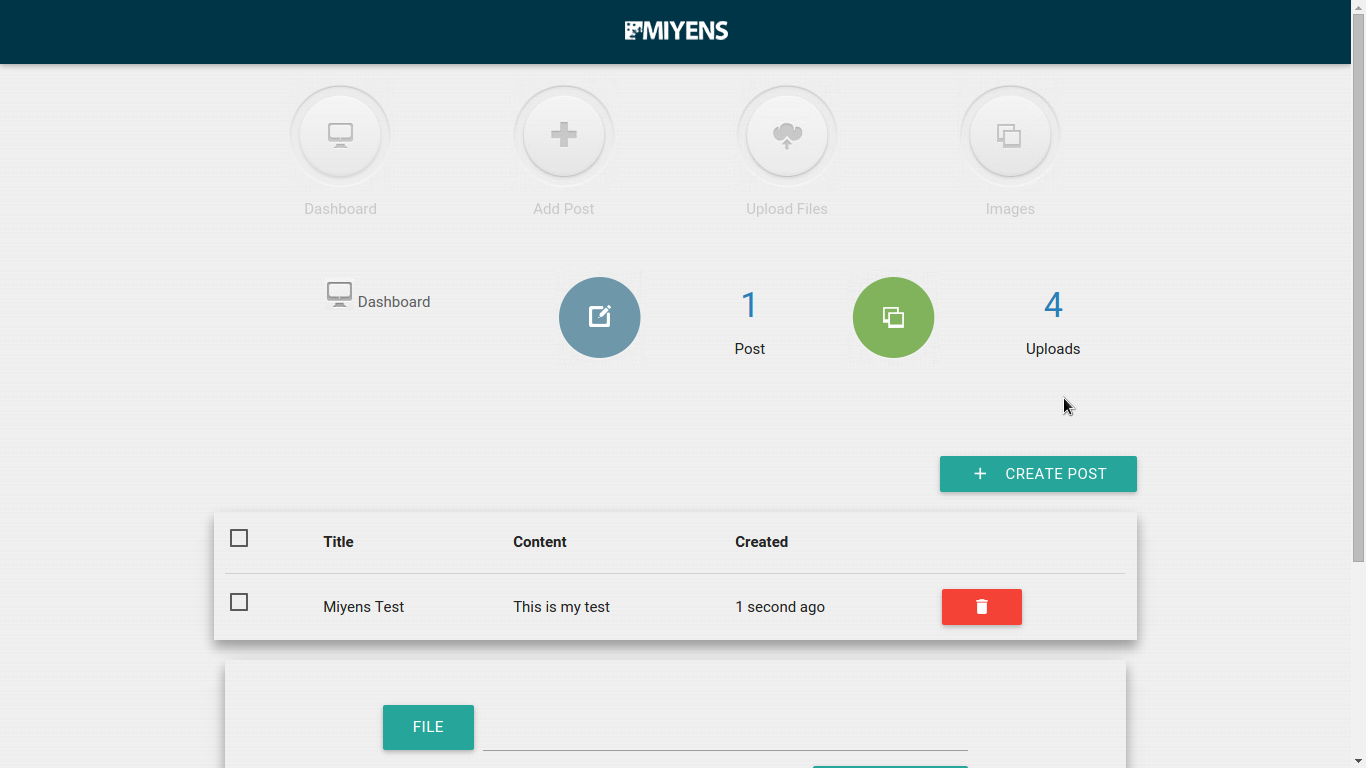 MIYENS
Dashboard Add Post Upload Files Images
Dashboard
1 4
Post Uploads
+ CREATE POST
Title Content Created
Miyens Test This is my test 1 second ago
FILE